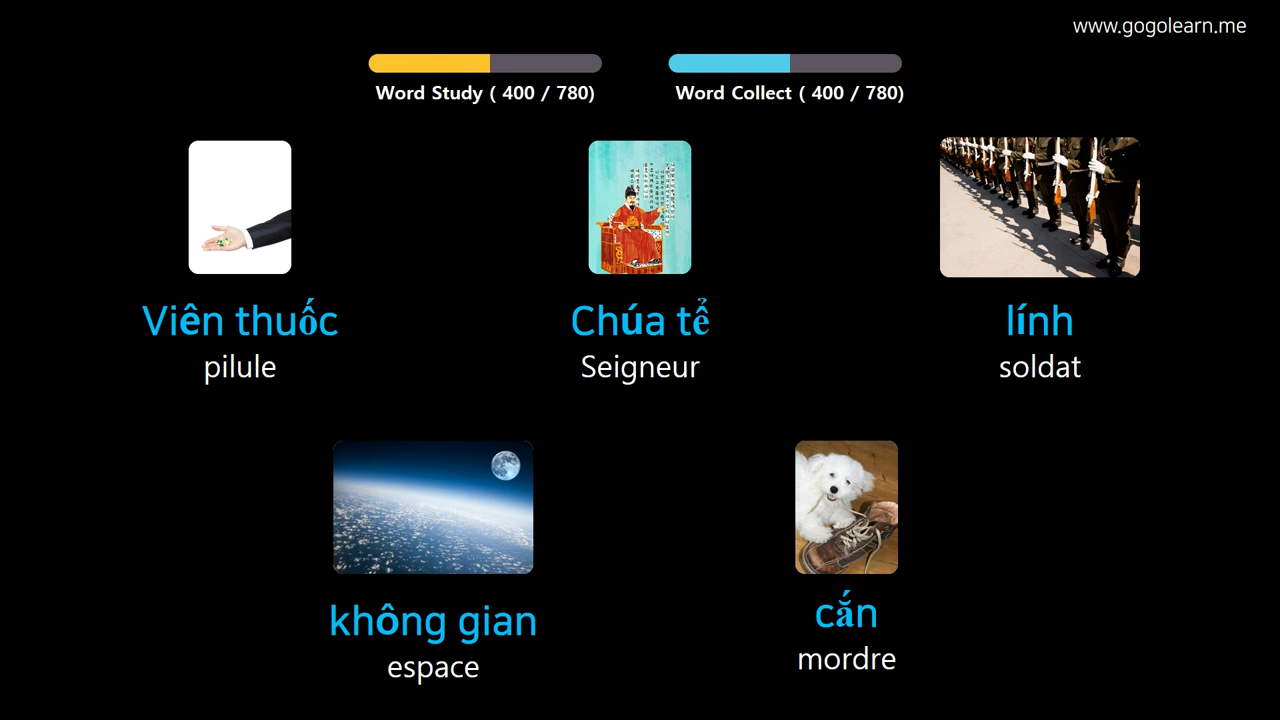 www.gogolearn.me
Word Study ( 400 / 780)
Word Collect ( 400 / 780)
Viên thuốc
pilule
Chúa tể
Seigneur
lính
soldat
không gian
espace
cắn
mordre